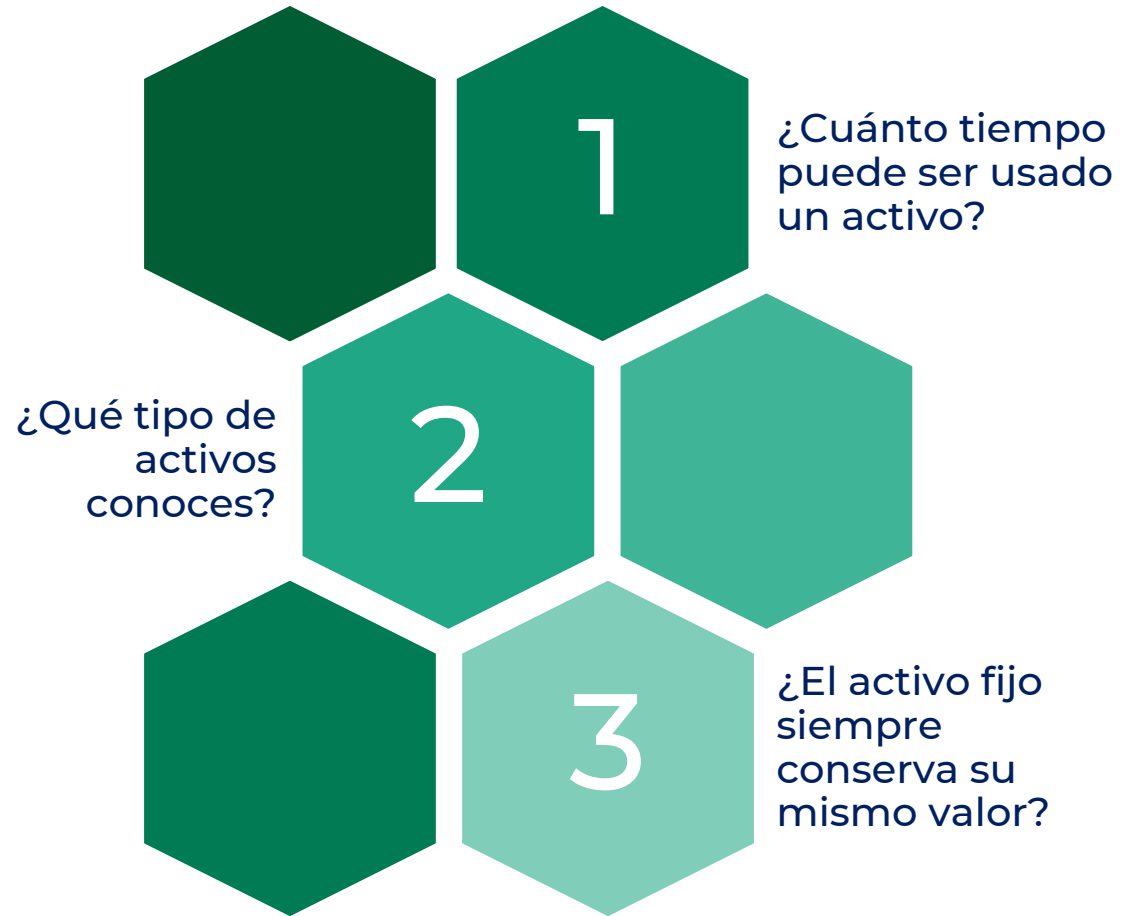 1
¿Cuánto tiempo
puede ser usado
un activo?
¿Qué tipo de
activos
conoces?
2
3
¿El activo fijo
siempre
conserva su
mismo valor?